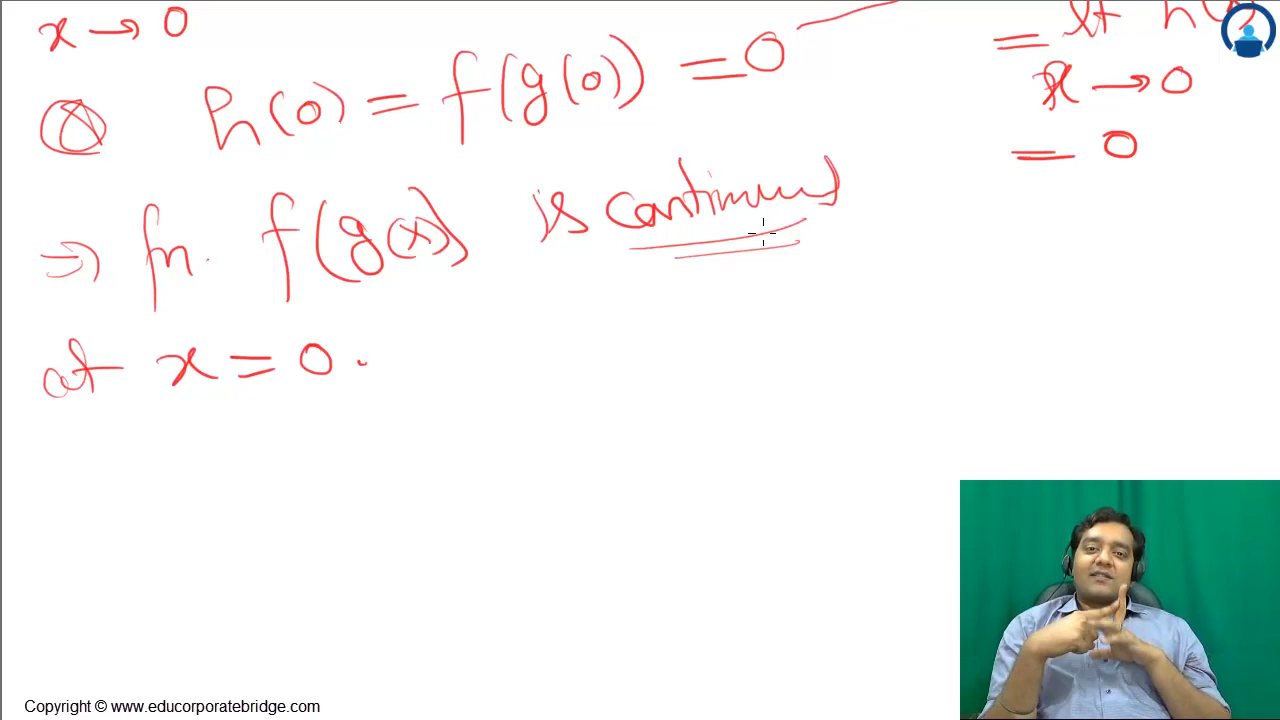 x → 0
h(0) = f(g(0)) = 0
= lt h(x)
x → 0
= 0
⇒ fn. f(g(x)) is continuous
at x = 0.
Copyright © www.educorporatebridge.com